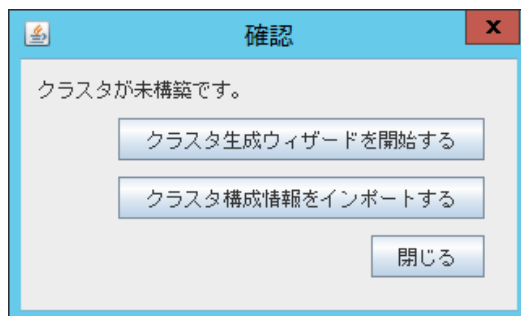 確認
x
クラスタが未構築です。
クラスタ生成ウィザードを開始する
クラスタ構成情報をインポートする
閉じる